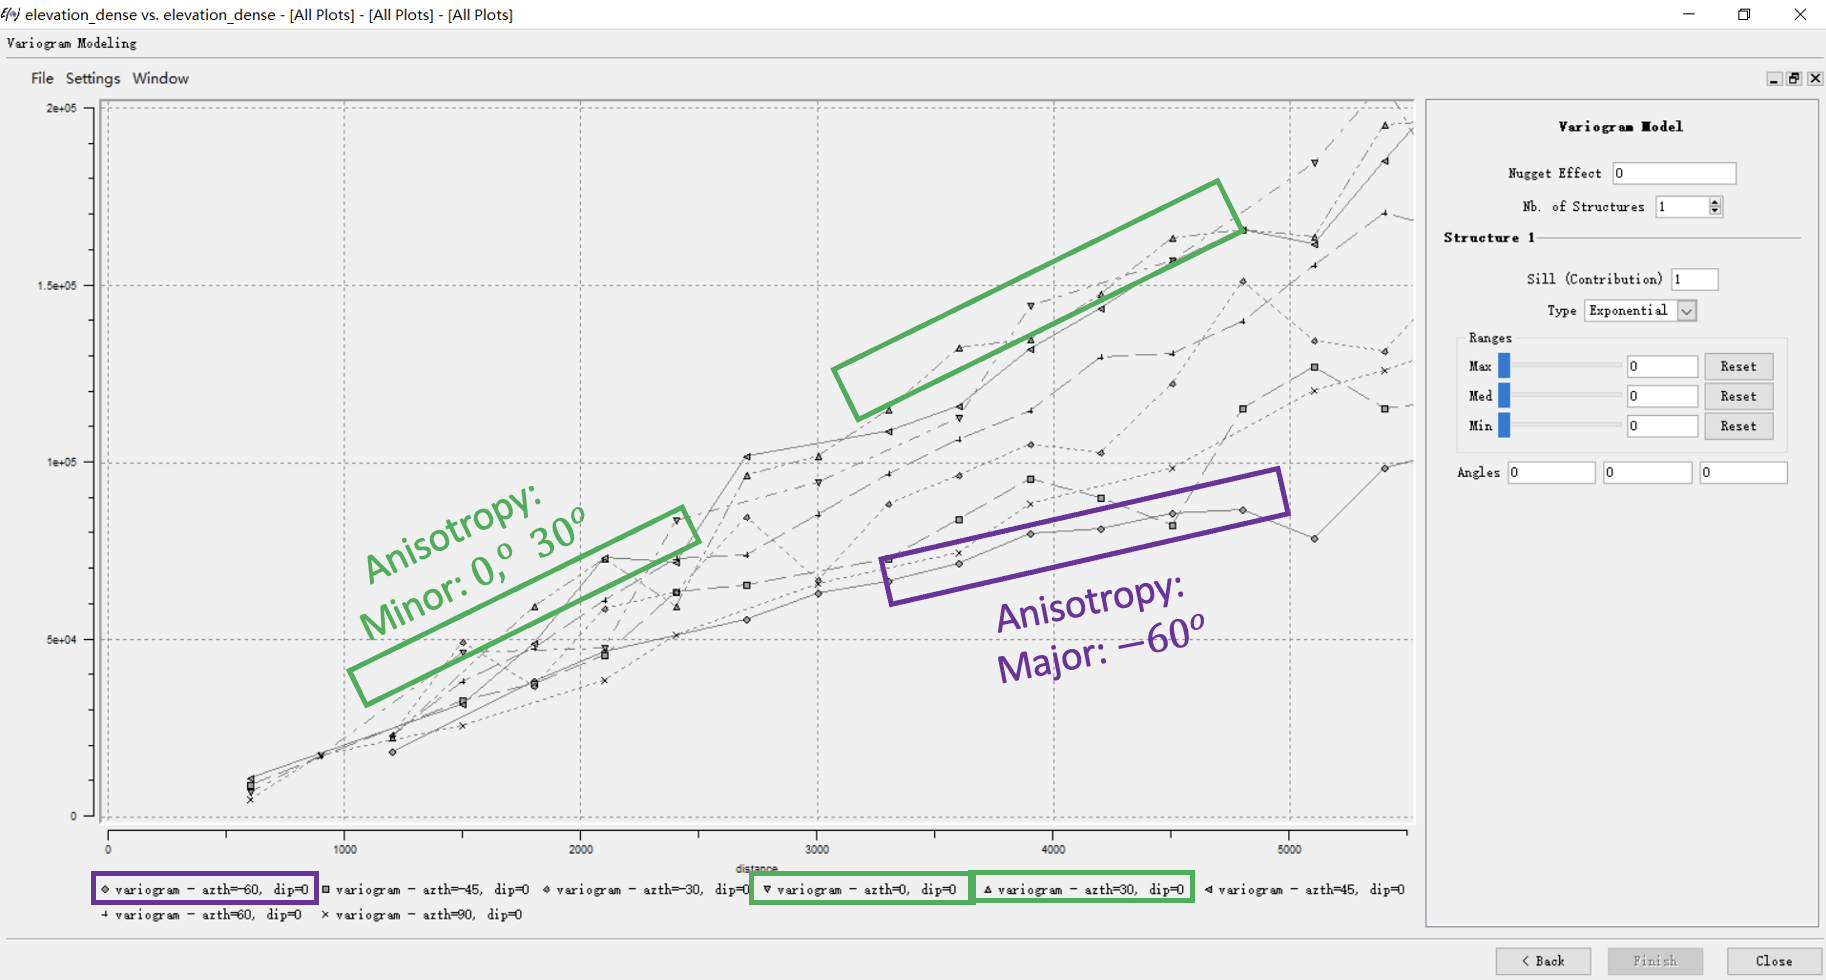 elevation_dense vs. elevation_dense - [All Plots] - [All Plots] - [All Plots]
Variogram Modeling
File Settings Window
2e+05
1.5e+05
1e+05
5e+04
0
0 1000 2000 3000 4000 5000
distance
Anisotropy:
Minor: 0,° 30°
Anisotropy:
Major: −60°
variogram - azth=-60, dip=0 variogram - azth=-45, dip=0 variogram - azth=-30, dip=0 variogram - azth=0, dip=0 variogram - azth=30, dip=0 variogram - azth=45, dip=0
variogram - azth=60, dip=0 variogram - azth=90, dip=0
Variogram Model
Nugget Effect 0
Nb. of Structures 1
Structure 1
Sill (Contribution) 1
Type Exponential
Ranges
Max 0 Reset
Med 0 Reset
Min 0 Reset
Angles 0 0 0
< Back Finish Close